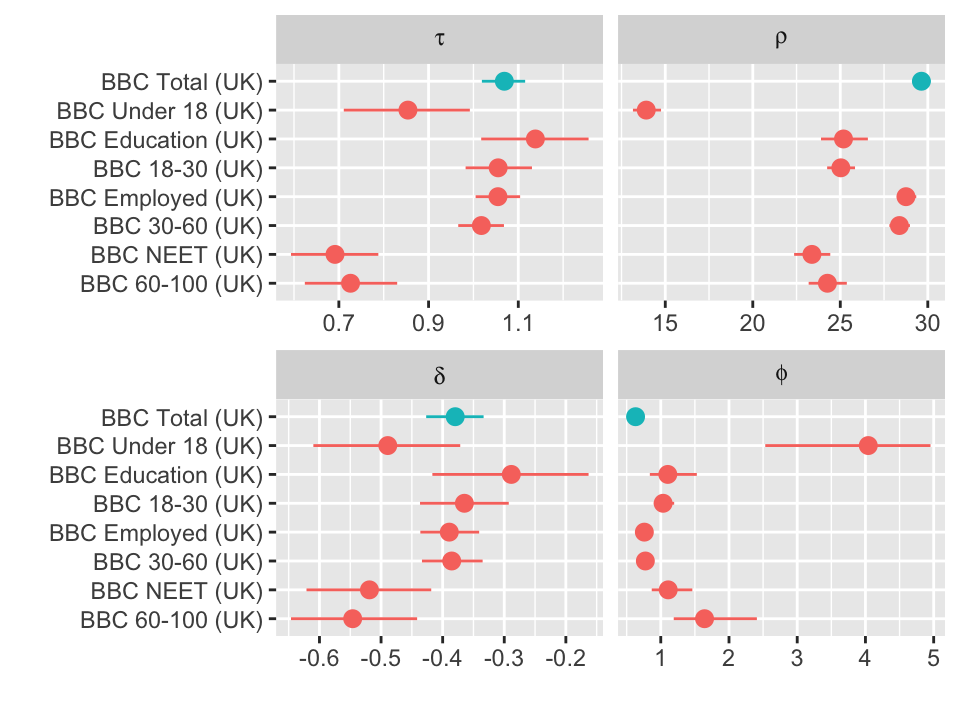 τ ρ
BBC Total (UK)
BBC Under 18 (UK)
BBC Education (UK)
BBC 18-30 (UK)
BBC Employed (UK)
BBC 30-60 (UK)
BBC NEET (UK)
BBC 60-100 (UK)
0.7 0.9 1.1 15 20 25 30
δ ϕ
BBC Total (UK)
BBC Under 18 (UK)
BBC Education (UK)
BBC 18-30 (UK)
BBC Employed (UK)
BBC 30-60 (UK)
BBC NEET (UK)
BBC 60-100 (UK)
-0.6 -0.5 -0.4 -0.3 -0.2 1 2 3 4 5